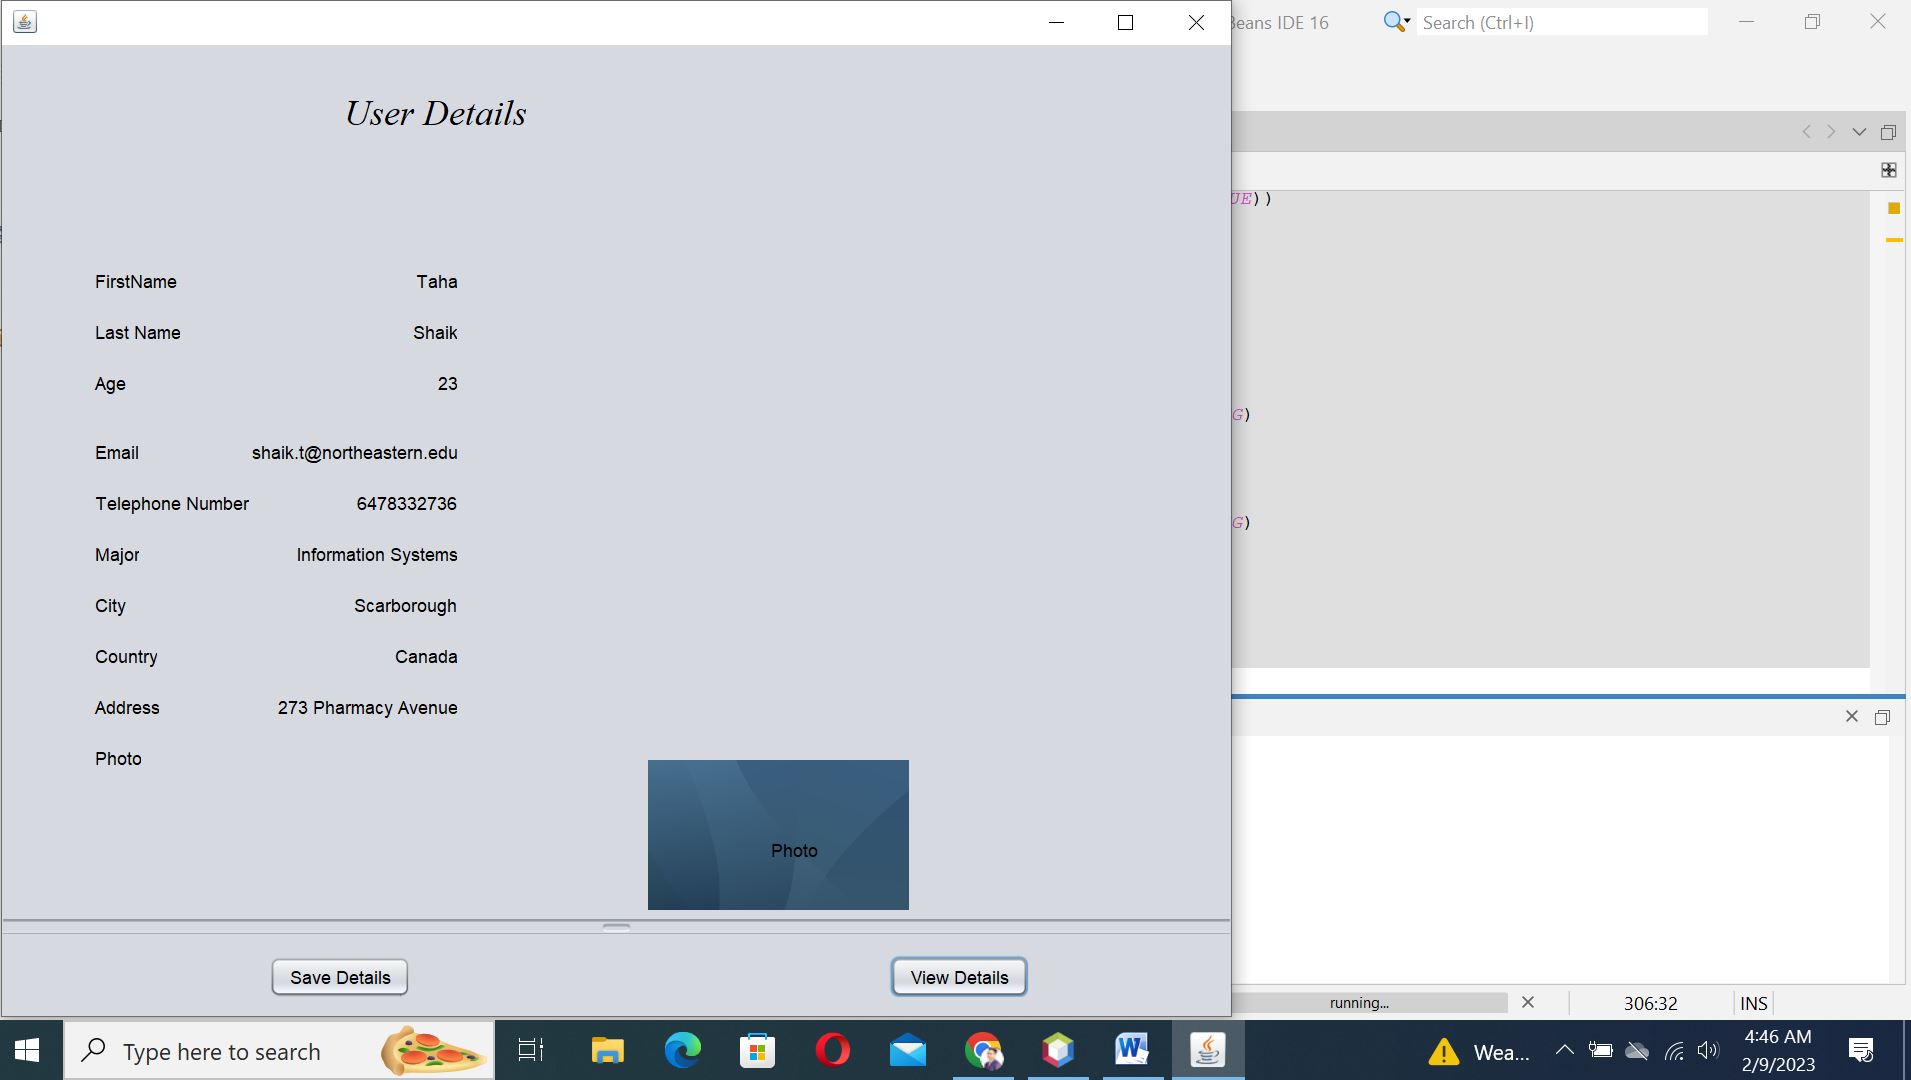 Beans IDE 16
Search (Ctrl+I)
User Details
UE))
FirstName Taha
Last Name Shaik
Age 23
G)
Email shaik.t@northeastern.edu
Telephone Number 6478332736
G)
Major Information Systems
City Scarborough
Country Canada
Address 273 Pharmacy Avenue
Photo
Photo
Save Details
View Details
running...
306:32
INS
Type here to search
Wea...
4:46 AM
2/9/2023